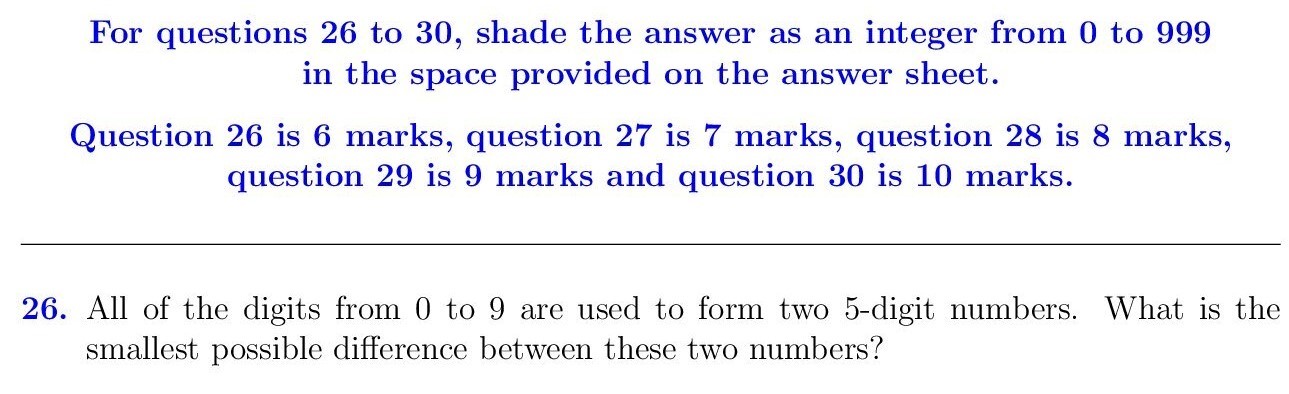 For questions 26 to 30, shade the answer as an integer from 0 to 999
in the space provided on the answer sheet.
Question 26 is 6 marks, question 27 is 7 marks, question 28 is 8 marks,
question 29 is 9 marks and question 30 is 10 marks.
26. All of the digits from 0 to 9 are used to form two 5-digit numbers. What is the
smallest possible difference between these two numbers?